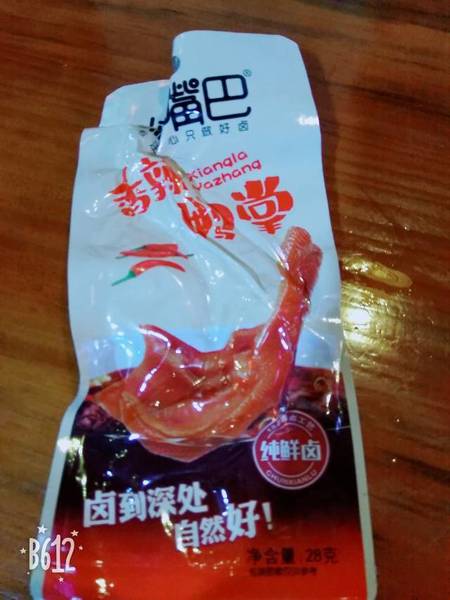 嘴巴®
心只做好卤
香辣 Xiangla
鸭掌 Yazhang
纯鲜卤
CHUNXIANLU
卤到深处
自然好!
净含量:28克
B612